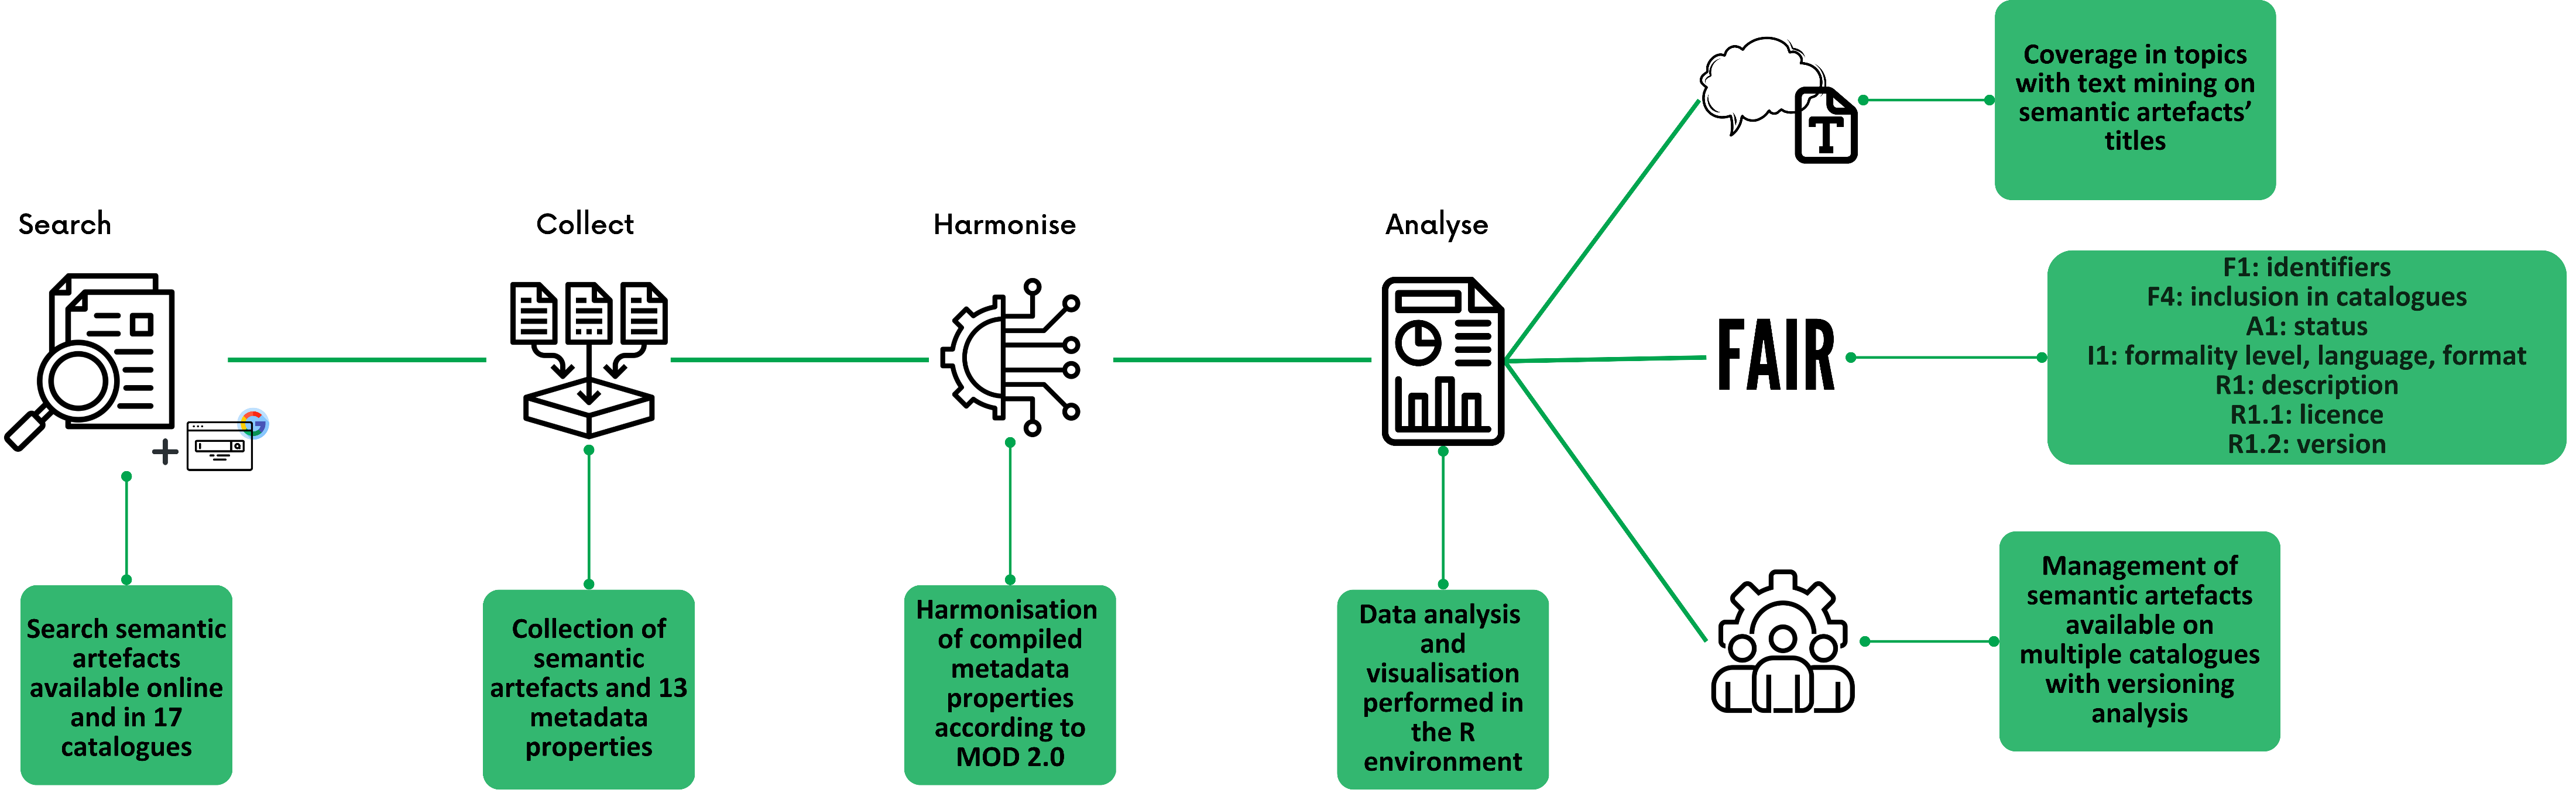 Search
Collect
Harmonise
Analyse
Search semantic
artefacts
available online
and in 17
catalogues
Collection of
semantic
artefacts and 13
metadata
properties
Harmonisation
of compiled
metadata
properties
according to
MOD 2.0
Data analysis
and
visualisation
performed in
the R
environment
T
Coverage in topics
with text mining on
semantic artefacts’
titles
FAIR
F1: identifiers
F4: inclusion in catalogues
A1: status
I1: formality level, language, format
R1: description
R1.1: licence
R1.2: version
Management of
semantic artefacts
available on
multiple catalogues
with versioning
analysis